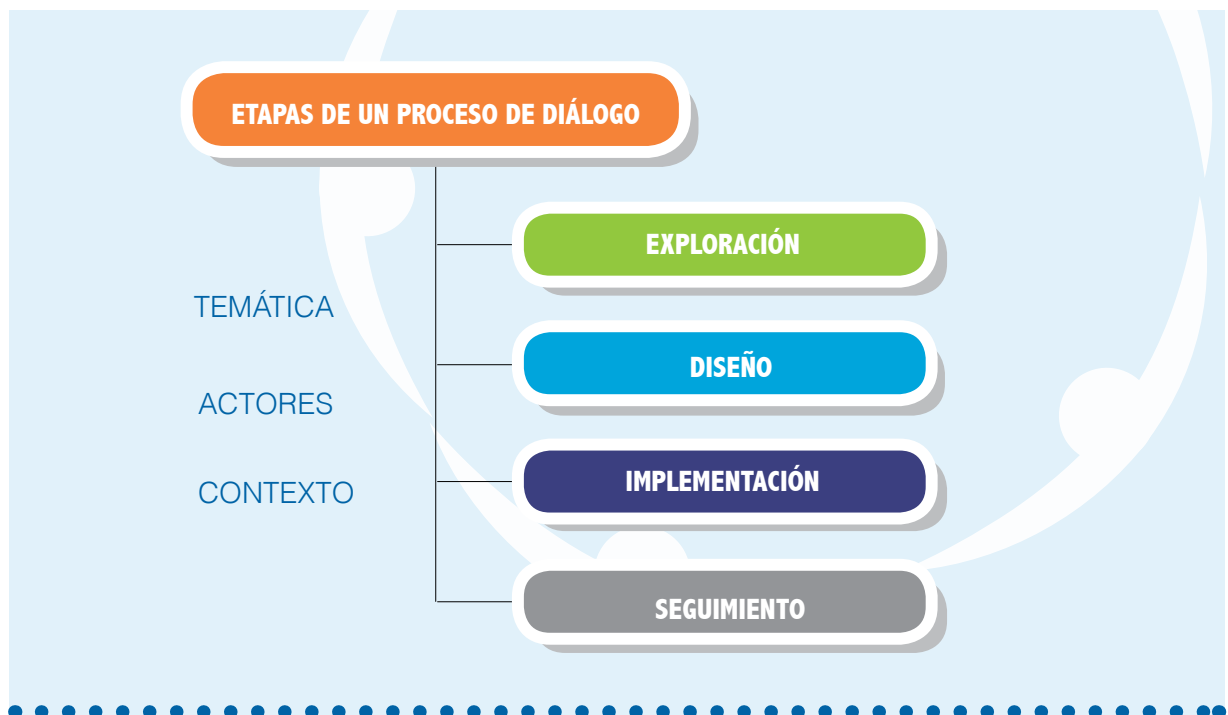 ETAPAS DE UN PROCESO DE DIÁLOGO
EXPLORACIÓN
TEMÁTICA
DISEÑO
ACTORES
IMPLEMENTACIÓN
CONTEXTO
SEGUIMIENTO